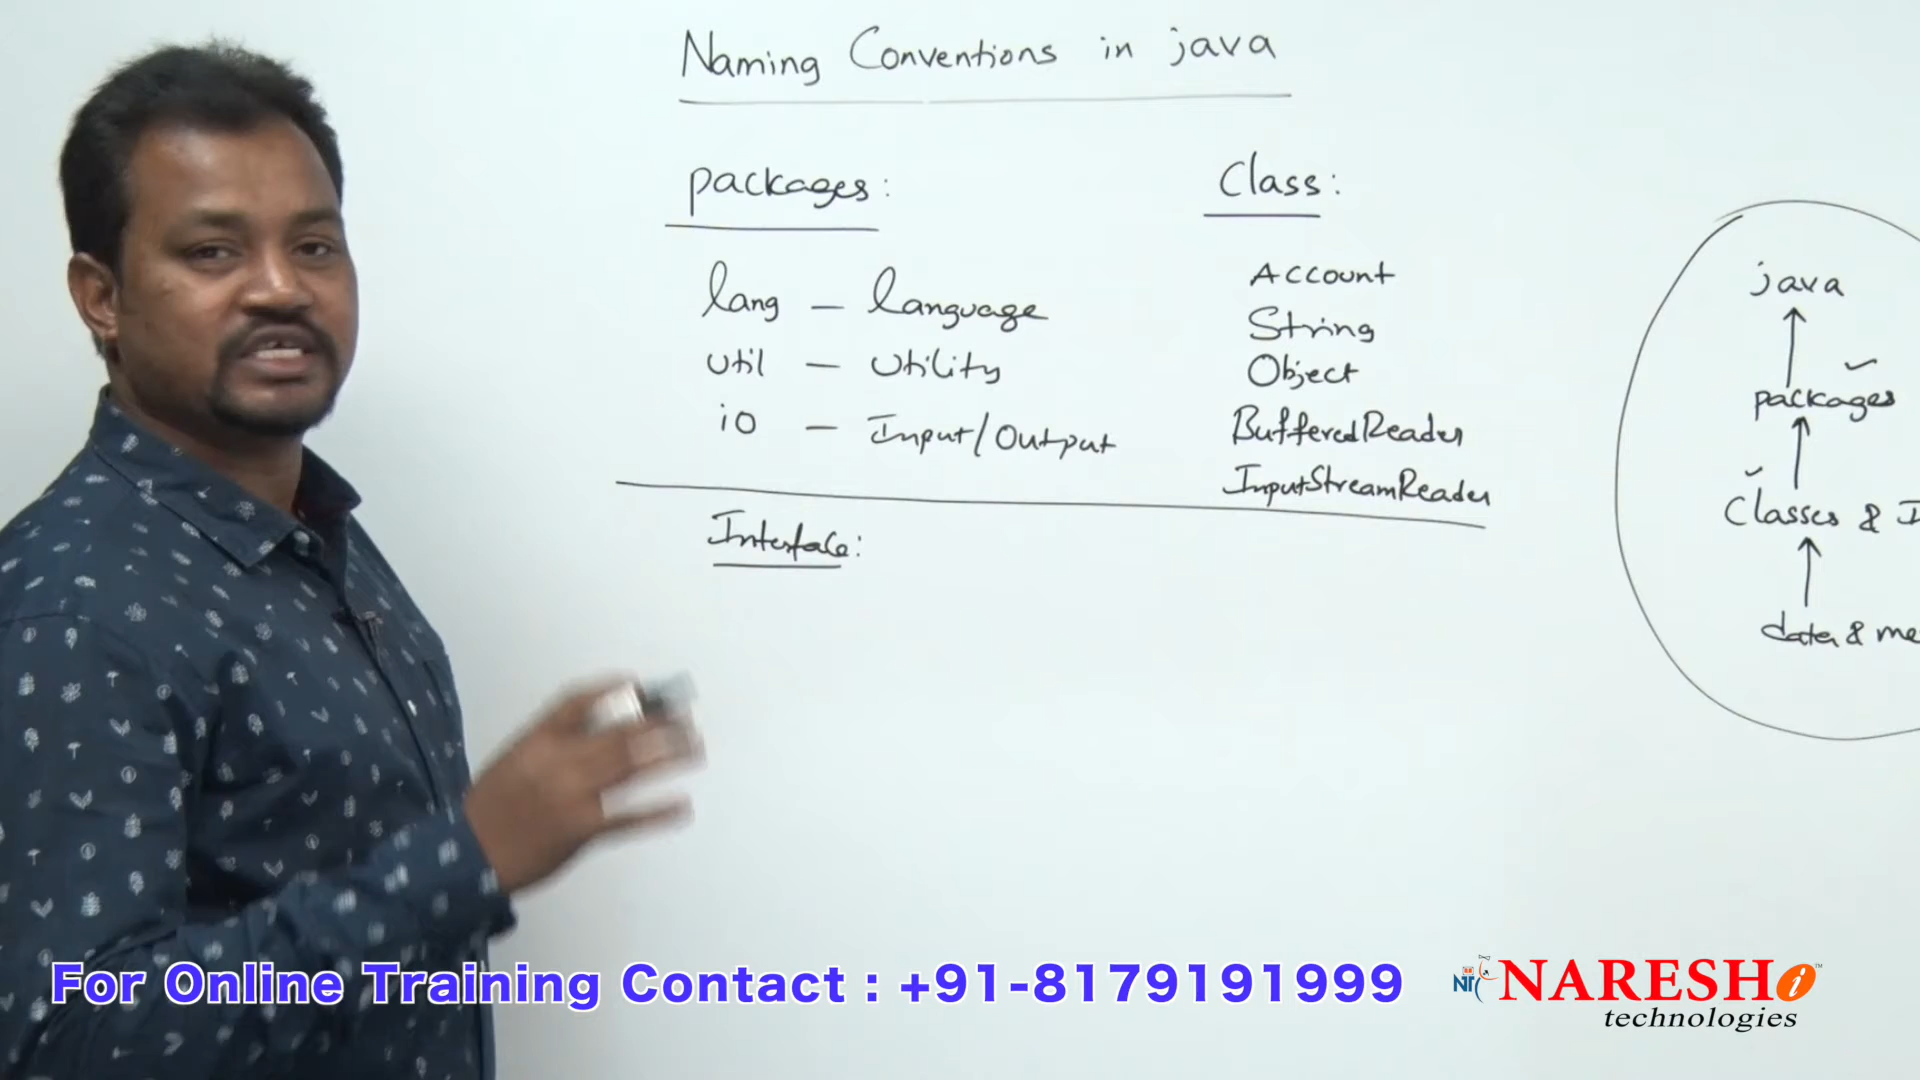 Naming Conventions in java
packages:
lang – language
util – utility
io – Input/Output
Class:
Account
String
Object
BufferedReader
InputStreamReader
Interface:
java
packages
Classes & I
data & me
For Online Training Contact : +91-8179191999
NARESH i
technologies